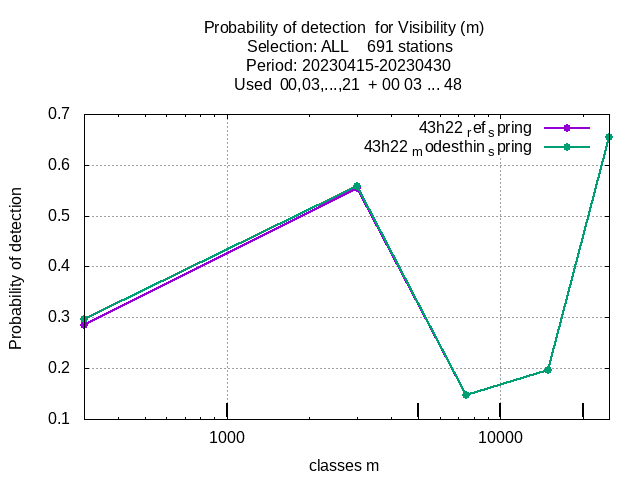 Probability of detection  for Visibility (m)
Selection: ALL    691 stations
Period: 20230415-20230430
Used  00,03,...,21  + 00 03 ... 48
0.7
0.6
0.5
0.4
0.3
0.2
0.1
Probability of detection
43h22 ref spring
43h22 modesthin spring
1000
10000
classes m